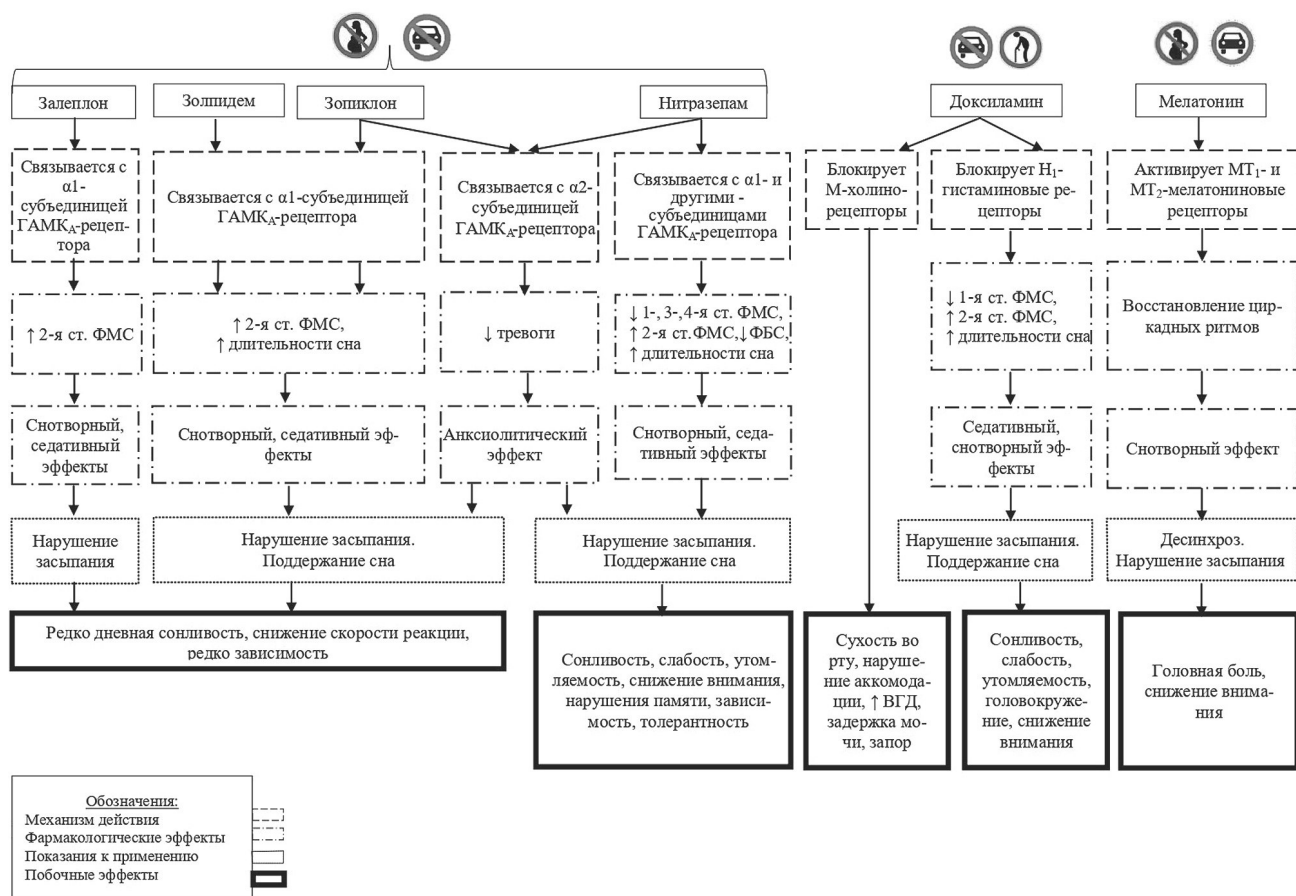 Залеплон
Золпидем
Зопиклон
Нитразепам
Доксиламин
Мелатонин
Связывается с
α1-
субъединицей
ГАМКА-рецеп-
тора
Связывается с α1-субъединицей
ГАМКА-рецептора
Связывается с α2-
субъединицей
ГАМКА-рецептора
Связывается с α1- и
другими -
субъединицами
ГАМКА-рецептора
Блокирует
М-холино-
рецепторы
Блокирует Н1-
гистаминовые ре-
цепторы
Активирует МТ1- и
МТ2-мелатониновые
рецепторы
↑ 2-я ст. ФМС
↑ 2-я ст. ФМС,
↑ длительности сна
↓ тревоги
↓ 1-, 3-,4-я ст. ФМС,
↑ 2-я ст.ФМС,↓ФБС,
↑ длительности сна
↓ 1-я ст. ФМС,
↑ 2-я ст. ФМС,
↑ длительности сна
Восстановление цир-
кадных ритмов
Снотворный,
седативный
эффекты
Снотворный, седативный эф-
фекты
Анксиолитический
эффект
Снотворный, седа-
тивный эффекты
Седативный,
снотворный эф-
фекты
Снотворный эффект
Нарушение
засыпания
Нарушение засыпания.
Поддержание сна
Нарушение засыпания.
Поддержание сна
Нарушение засыпания.
Поддержание сна
Десинхроз.
Нарушение засыпания
Редко дневная сонливость, снижение скорости реакции,
редко зависимость
Сонливость, слабость, утом-
ляемость, снижение внимания,
нарушения памяти, зависи-
мость, толерантность
Сухость во
рту, наруше-
ние аккомода-
ции, ↑ ВГД,
задержка мо-
чи, запор
Сонливость,
слабость,
утомляемость,
головокруже-
ние, снижение
внимания
Головная боль,
снижение внима-
ния
Обозначения:
Механизм действия
Фармакологические эффекты
Показания к применению
Побочные эффекты